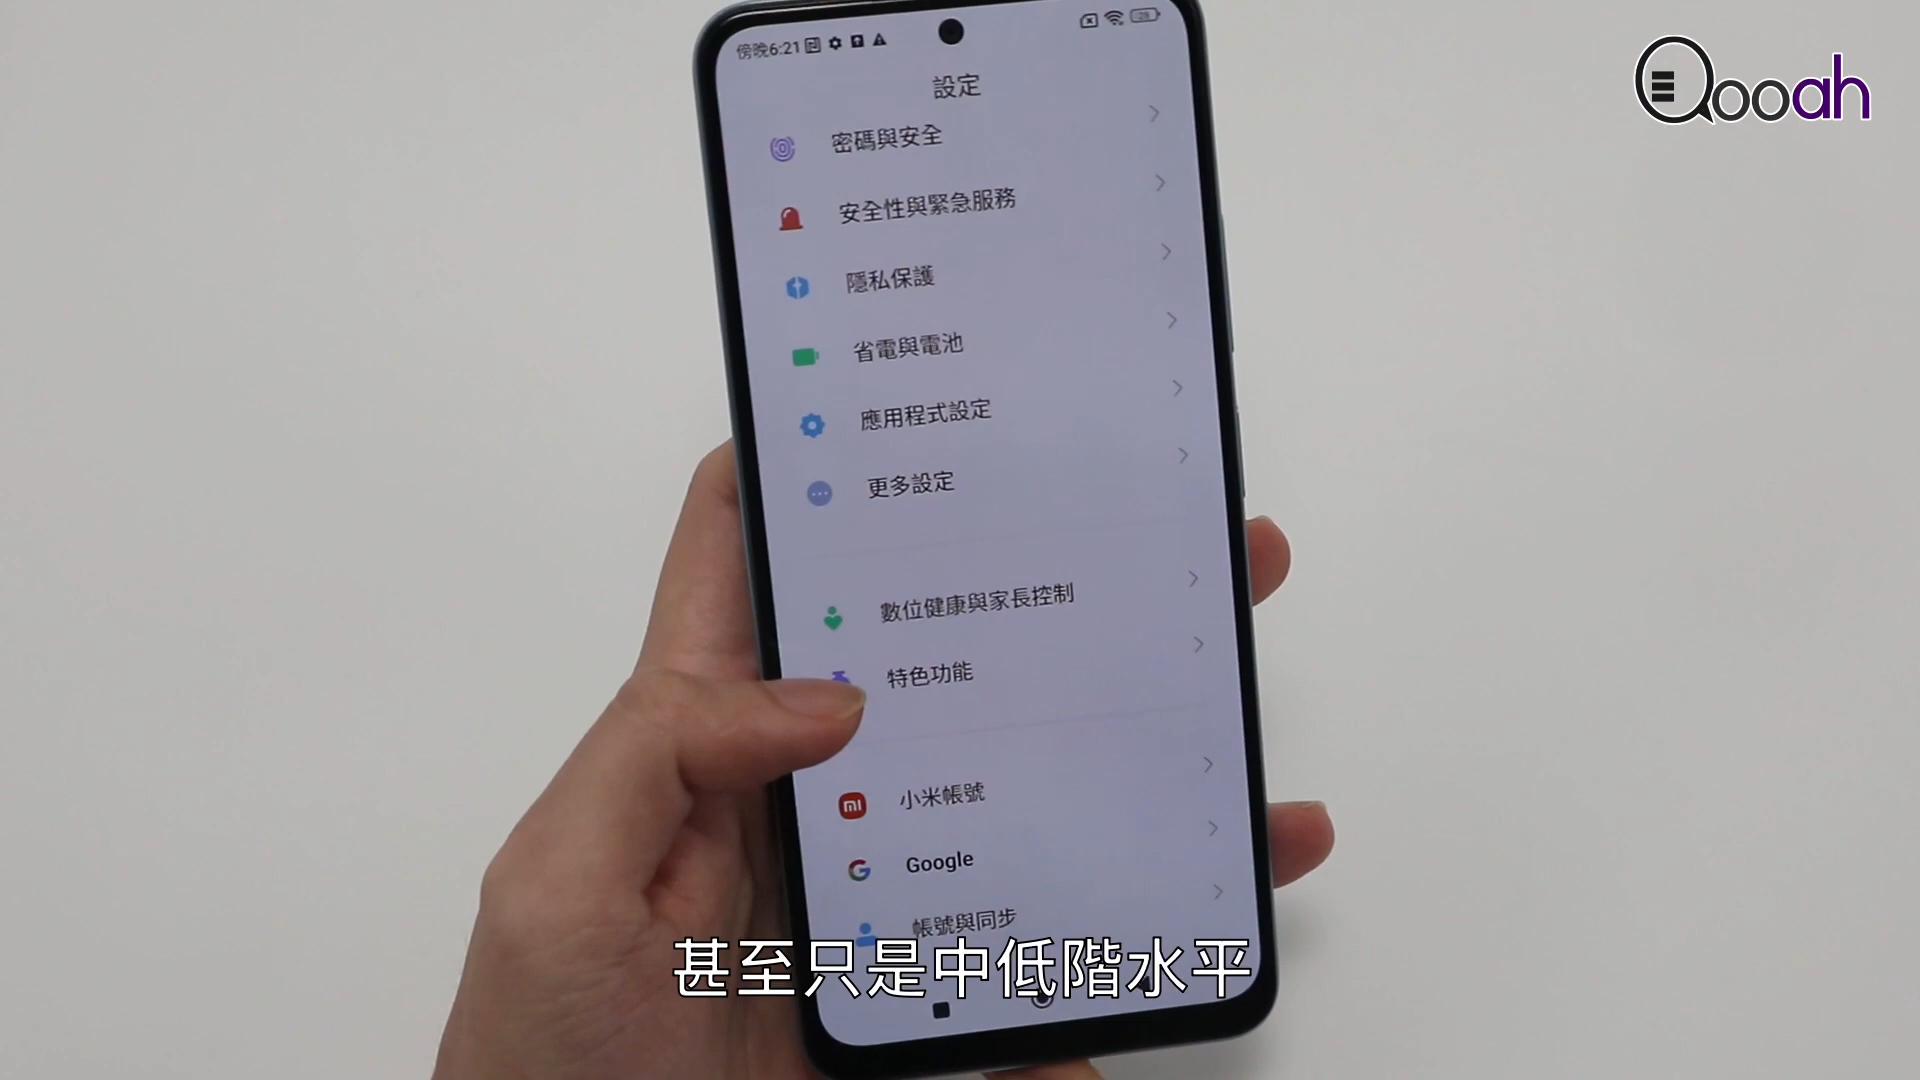 傍晚6:21
28
設定
密碼與安全
安全性與緊急服務
隱私保護
省電與電池
應用程式設定
更多設定
數位健康與家長控制
特色功能
mi 小米帳號
G Google
帳號與同步
甚至只是中低階水平
Qooah